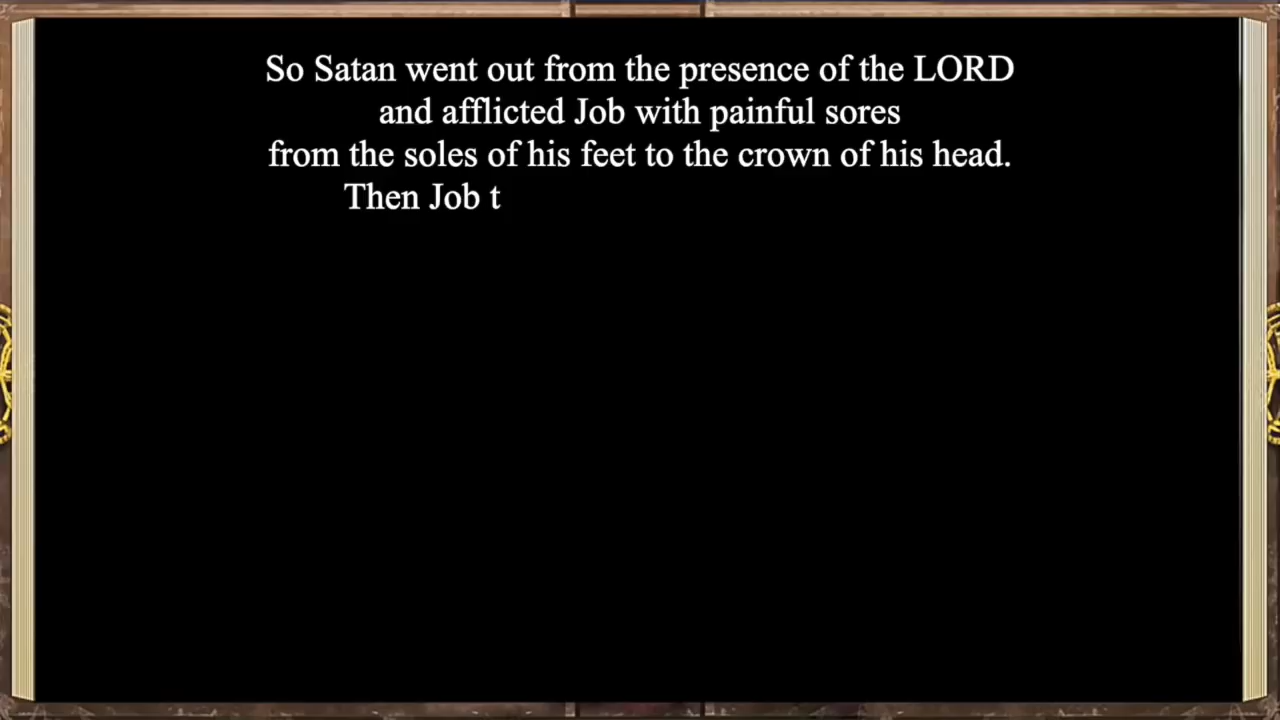 So Satan went out from the presence of the LORD
and afflicted Job with painful sores
from the soles of his feet to the crown of his head.
Then Job t